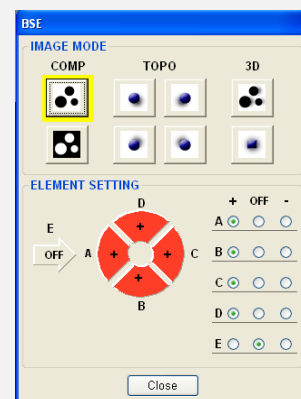 BSE
IMAGE MODE
COMP TOPO 3D
ELEMENT SETTING
+ OFF -
D
E
OFF
A + + + + C
B
A
B
C
D
E
Close